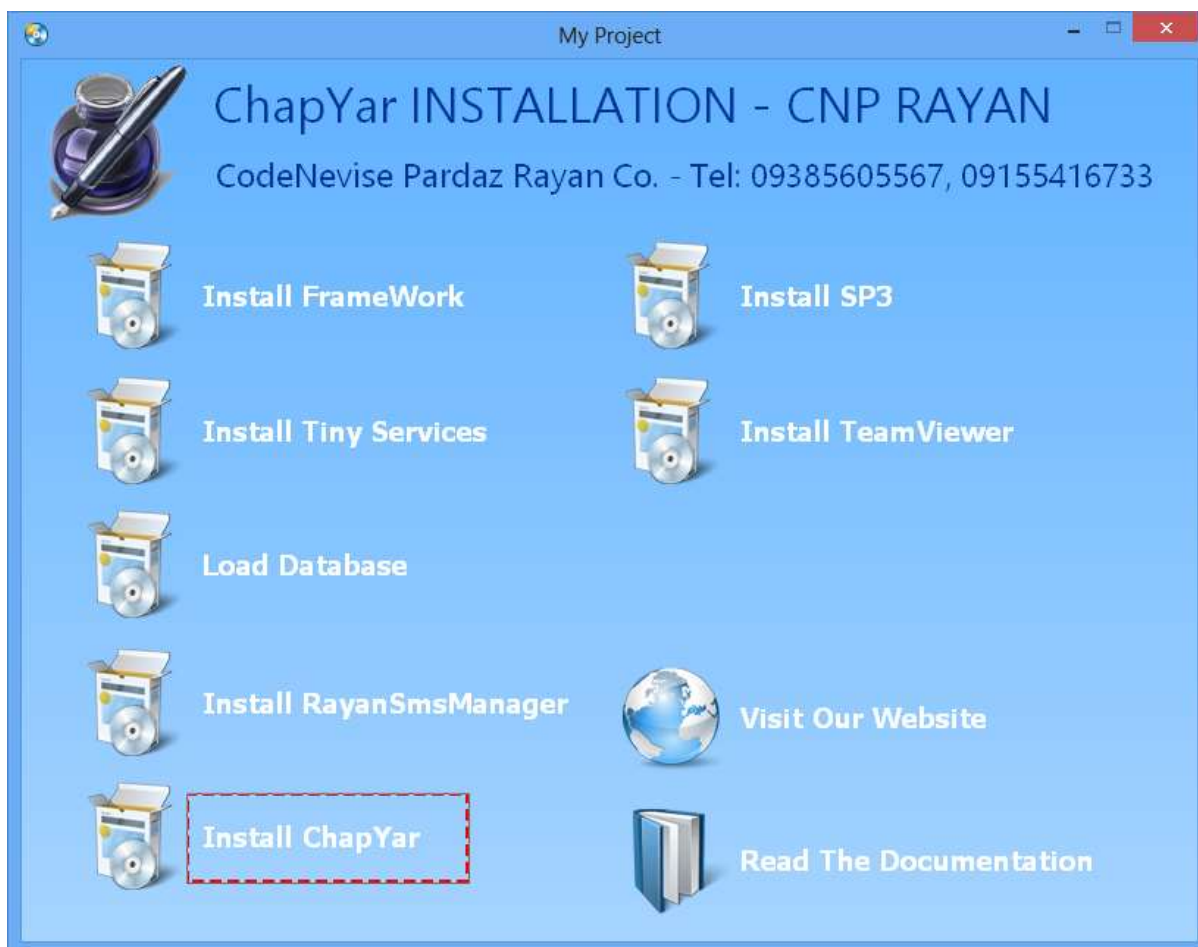 My Project
ChapYar INSTALLATION - CNP RAYAN
CodeNevise Pardaz Rayan Co. - Tel: 09385605567, 09155416733
Install FrameWork
Install SP3
Install Tiny Services
Install TeamViewer
Load Database
Install RayanSmsManager
Visit Our Website
Install ChapYar
Read The Documentation